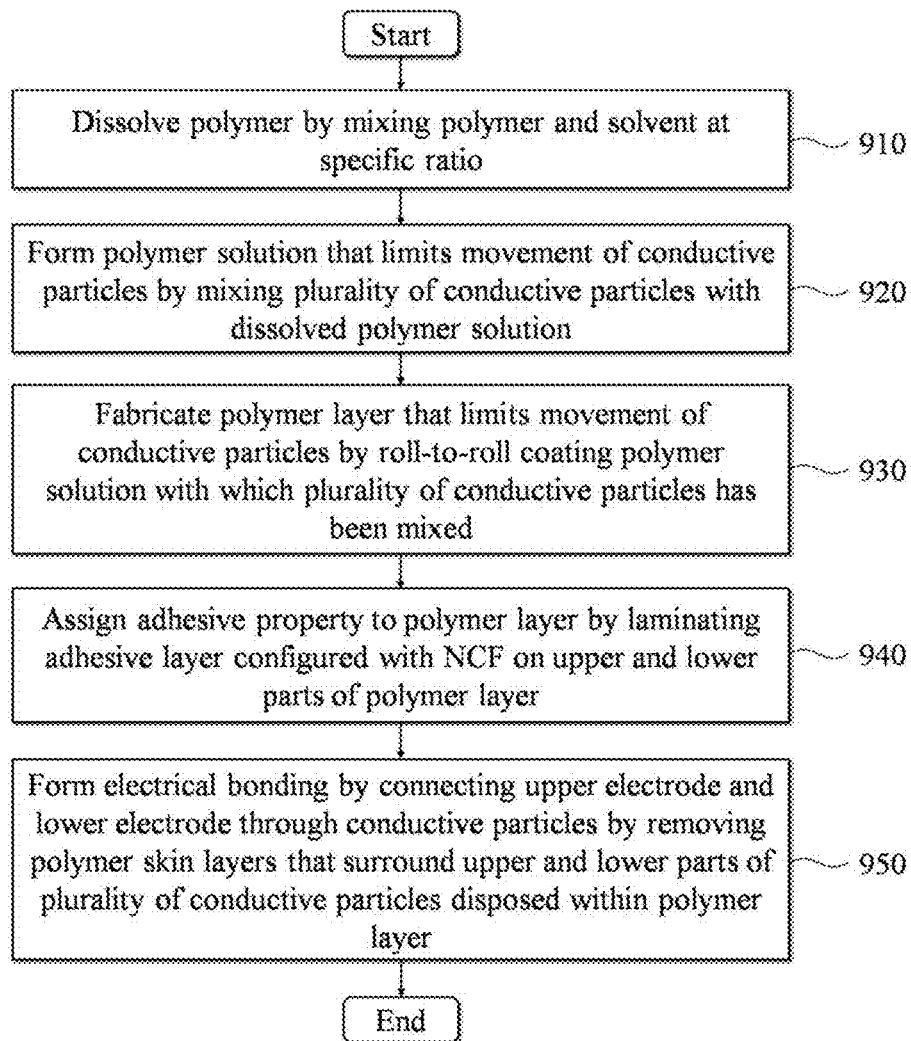 Start
Dissolve polymer by mixing polymer and solvent at
specific ratio
910
Form polymer solution that limits movement of conductive
particles by mixing plurality of conductive particles with
dissolved polymer solution
920
Fabricate polymer layer that limits movement of
conductive particles by roll-to-roll coating polymer
solution with which plurality of conductive particles has
been mixed
930
Assign adhesive property to polymer layer by laminating
adhesive layer configured with NCF on upper and lower
parts of polymer layer
940
Form electrical bonding by connecting upper electrode and
lower electrode through conductive particles by removing
polymer skin layers that surround upper and lower parts of
plurality of conductive particles disposed within polymer
layer
950
End